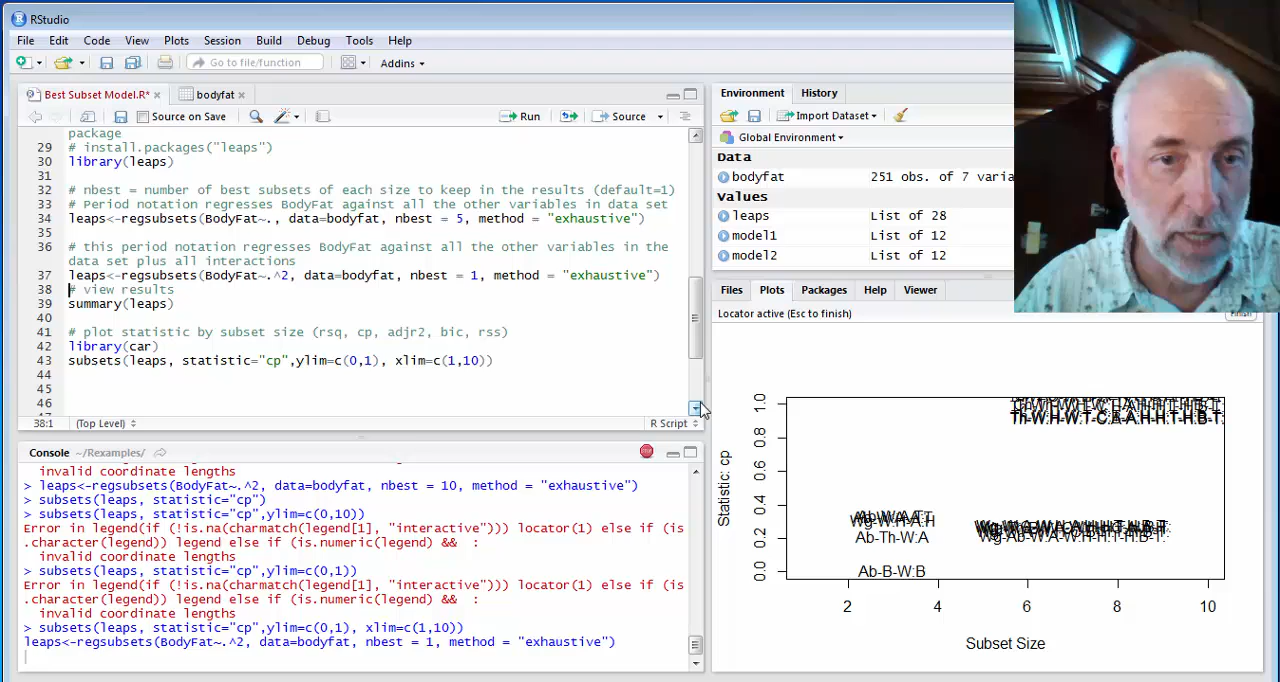 RStudio
File Edit Code View Plots Session Build Debug Tools Help
Go to file/function Addins
Best Subset Model.R* bodyfat
Source on Save Run Source
package
29 # install.packages("leaps")
30 library(leaps)
31
32 # nbest = number of best subsets of each size to keep in the results (default=1)
33 # Period notation regresses BodyFat against all the other variables in data set
34 leaps<-regsubsets(BodyFat~., data=bodyfat, nbest = 5, method = "exhaustive")
35
36 # this period notation regresses BodyFat against all the other variables in the
data set plus all interactions
37 leaps<-regsubsets(BodyFat~.^2, data=bodyfat, nbest = 1, method = "exhaustive")
38 # view results
39 summary(leaps)
40
41 # plot statistic by subset size (rsq, cp, adjr2, bic, rss)
42 library(car)
43 subsets(leaps, statistic="cp",ylim=c(0,1), xlim=c(1,10))
44
45
46
38:1 (Top Level) R Script
Console ~/Rexamples/
invalid coordinate lengths
> leaps<-regsubsets(BodyFat~.^2, data=bodyfat, nbest = 10, method = "exhaustive")
> subsets(leaps, statistic="cp")
> subsets(leaps, statistic="cp",ylim=c(0,10))
Error in legend(if (!is.na(charmatch(legend[1], "interactive"))) locator(1) else if (is
.character(legend)) legend else if (is.numeric(legend) && :
invalid coordinate lengths
> subsets(leaps, statistic="cp",ylim=c(0,1))
Error in legend(if (!is.na(charmatch(legend[1], "interactive"))) locator(1) else if (is
.character(legend)) legend else if (is.numeric(legend) && :
invalid coordinate lengths
> subsets(leaps, statistic="cp",ylim=c(0,1), xlim=c(1,10))
leaps<-regsubsets(BodyFat~.^2, data=bodyfat, nbest = 1, method = "exhaustive")
Environment History
Import Dataset
Global Environment
Data
bodyfat 251 obs. of 7 varia
Values
leaps List of 28
model1 List of 12
model2 List of 12
Files Plots Packages Help Viewer
Locator active (Esc to finish) Finish
Statistic: cp
1.0
0.8
0.6
0.4
0.2
0.0
Wg-W:H-A:H
Ab-Th-W:A
Ab-B-W:B
2 4 6 8 10
Subset Size